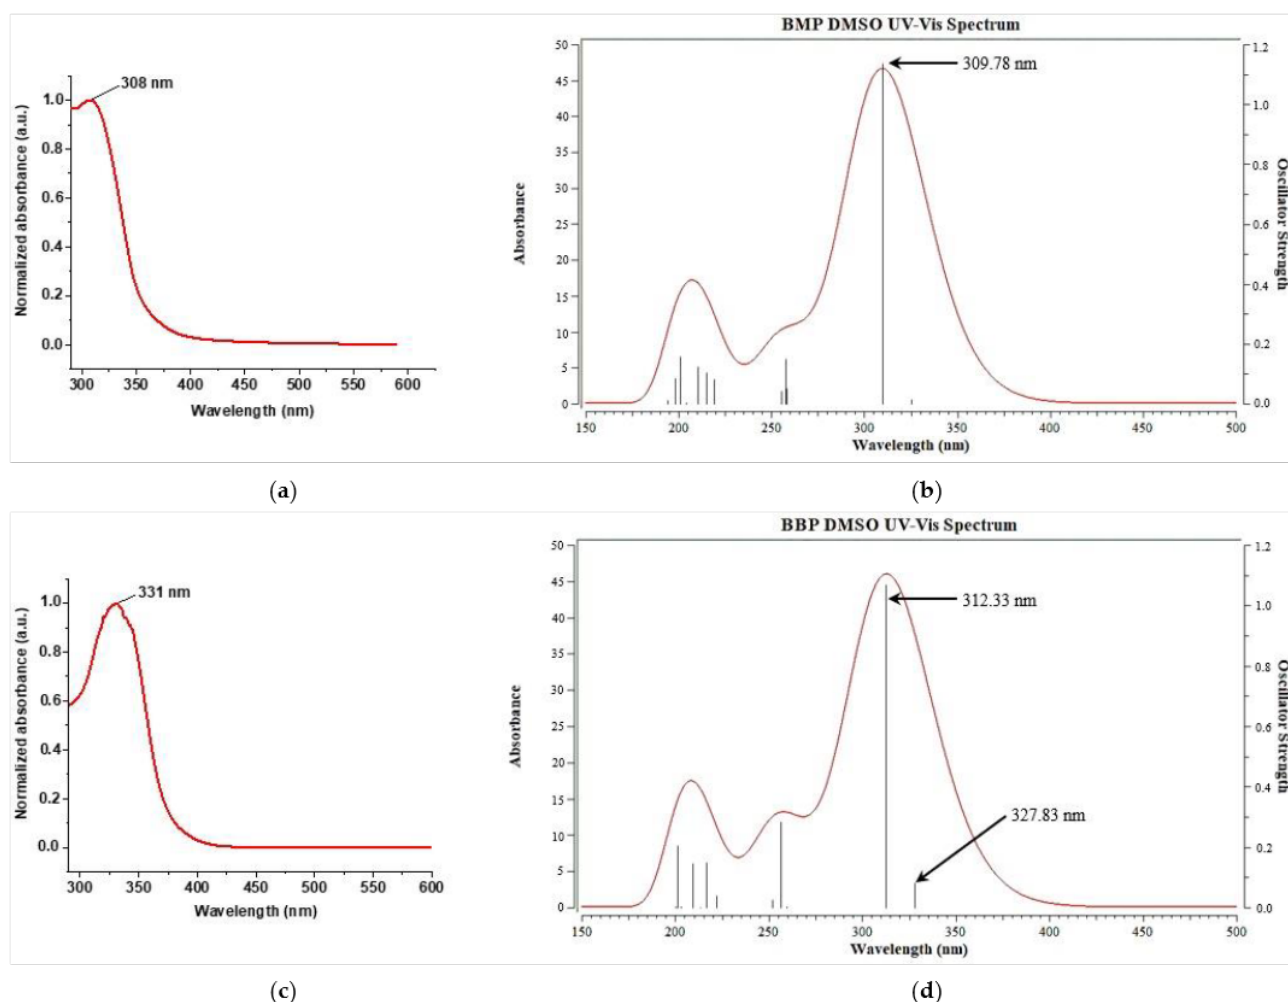 308 nm
1.0
0.8
0.6
0.4
0.2
0.0
Normalized absorbance (a.u.)
300 350 400 450 500 550 600
Wavelength (nm)
(a)
BMP DMSO UV-Vis Spectrum
50
45
40
35
30
25
20
15
10
5
0
Absorbance
309.78 nm
1.2
1.0
0.8
0.6
0.4
0.2
0.0
Oscillator Strength
150 200 250 300 350 400 450 500
Wavelength (nm)
(b)
331 nm
1.0
0.8
0.6
0.4
0.2
0.0
Normalized absorbance (a.u.)
300 350 400 450 500 550 600
Wavelength (nm)
(c)
BBP DMSO UV-Vis Spectrum
50
45
40
35
30
25
20
15
10
5
0
Absorbance
312.33 nm
327.83 nm
1.2
1.0
0.8
0.6
0.4
0.2
0.0
Oscillator Strength
150 200 250 300 350 400 450 500
Wavelength (nm)
(d)